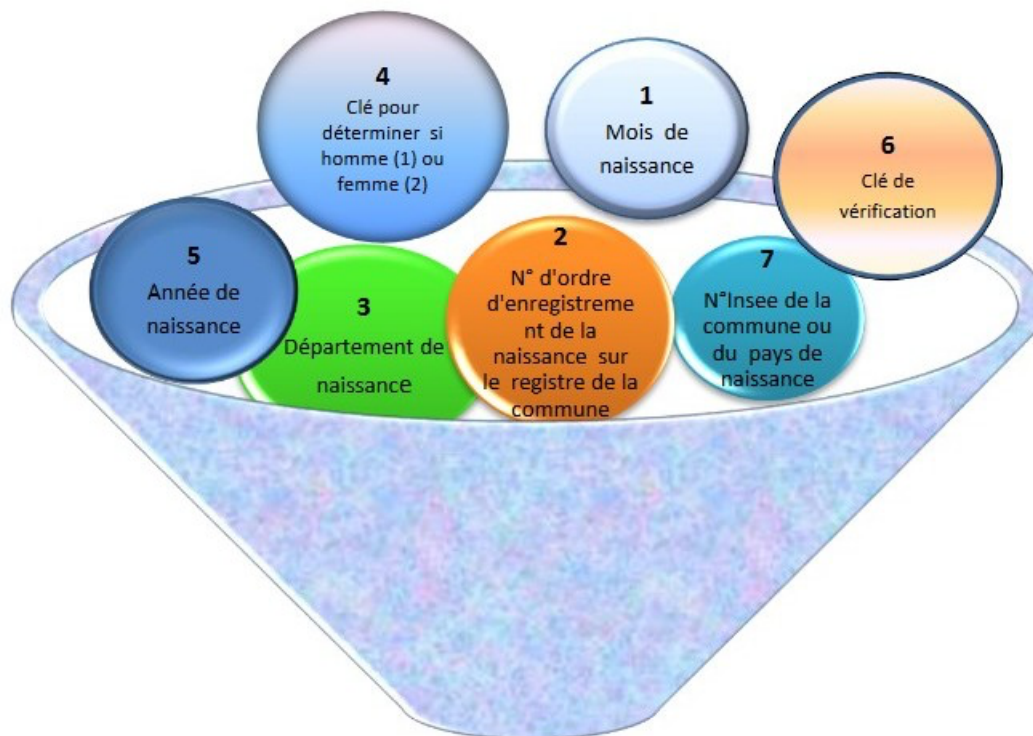 4
Clé pour
déterminer si
homme (1) ou
femme (2)
1
Mois de
naissance
6
Clé de
vérification
5
Année de
naissance
3
Département de
naissance
2
N° d'ordre
d'enregistreme
nt de la
naissance sur
le registre de la
commune
7
N°Insee de la
commune ou
du pays de
naissance